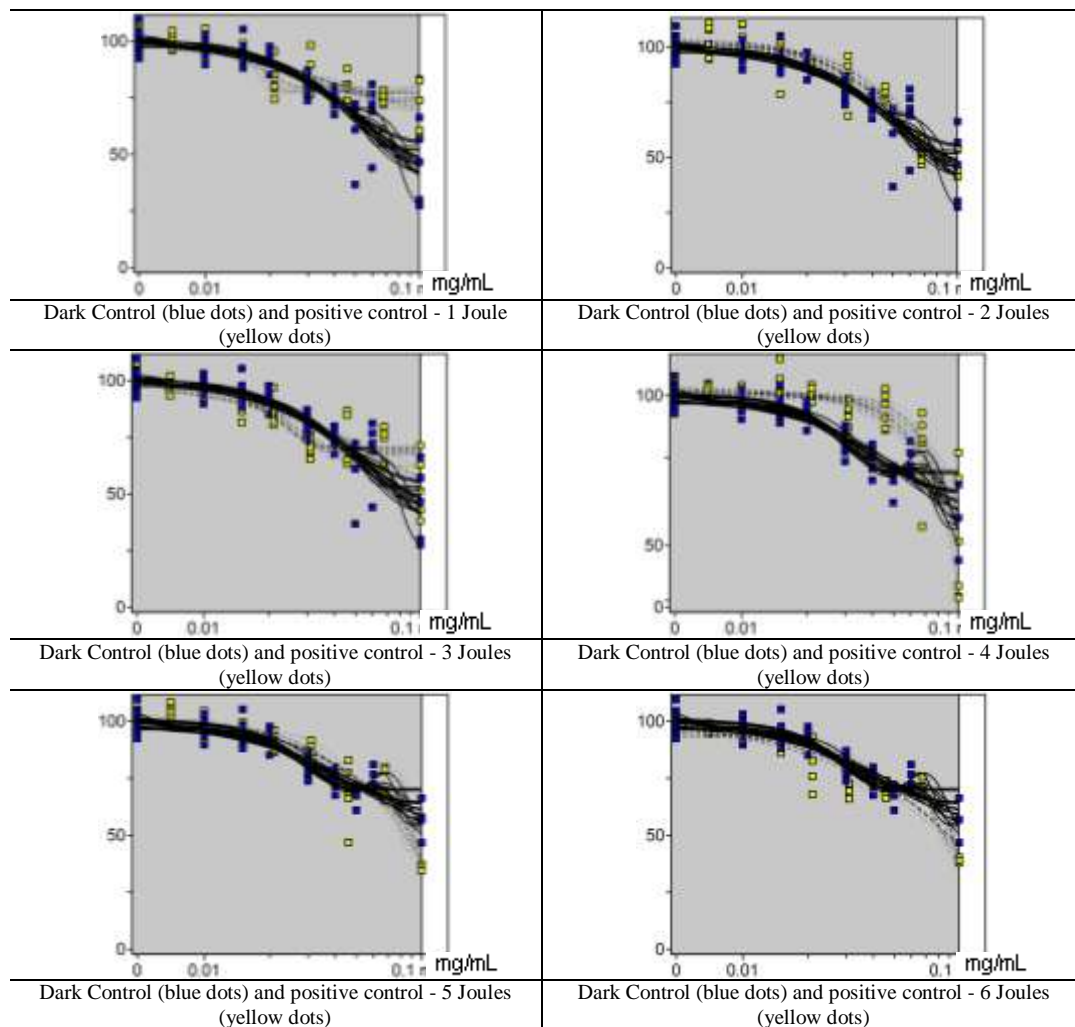 100
50
0
0 0.01 0.1 mg/mL
100
50
0
0 0.01 0.1 mg/mL
Dark Control (blue dots) and positive control - 1 Joule
(yellow dots)
Dark Control (blue dots) and positive control - 2 Joules
(yellow dots)
100
50
0
0 0.01 0.1 mg/mL
100
50
0
0 0.01 0.1 mg/mL
Dark Control (blue dots) and positive control - 3 Joules
(yellow dots)
Dark Control (blue dots) and positive control - 4 Joules
(yellow dots)
100
50
0
0 0.01 0.1 mg/mL
100
50
0
0 0.01 0.1 mg/mL
Dark Control (blue dots) and positive control - 5 Joules
(yellow dots)
Dark Control (blue dots) and positive control - 6 Joules
(yellow dots)